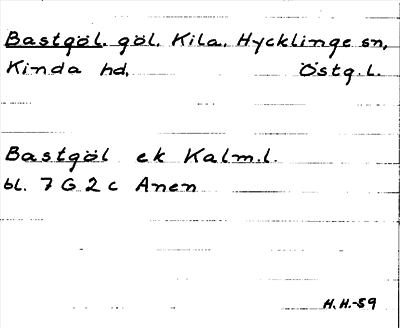 Bastgöl. göl. Kila. Hycklinge sn,
Kinda hd. Östg.l.
Bastgöl ek Kalm.l.
bl. 7 G 2 c Anen
H.H.-59